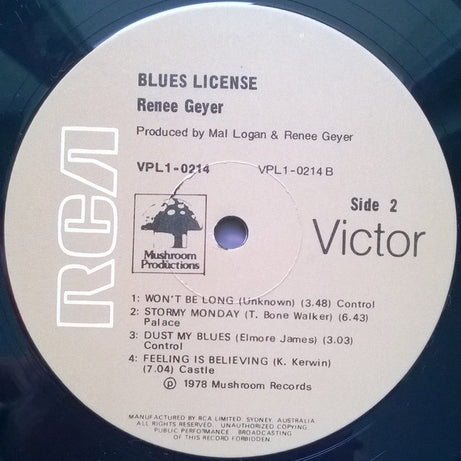 BLUES LICENSE
Renee Geyer
Produced by Mal Logan & Renee Geyer
VPL1-0214 VPL1-0214 B
RCA
Mushroom
Productions
Side 2
Victor
1: WON'T BE LONG (Unknown) (3.48) Control
2: STORMY MONDAY (T. Bone Walker) (6.43)
Palace
3: DUST MY BLUES (Elmore James) (3.03)
Control
4: FEELING IS BELIEVING (K. Kerwin)
(7.04) Castle
Ⓟ 1978 Mushroom Records
MANUFACTURED BY RCA LIMITED, SYDNEY, AUSTRALIA.
ALL RIGHTS RESERVED. UNAUTHORIZED COPYING
PUBLIC PERFORMANCE, BROADCASTING
OF THIS RECORD FORBIDDEN.